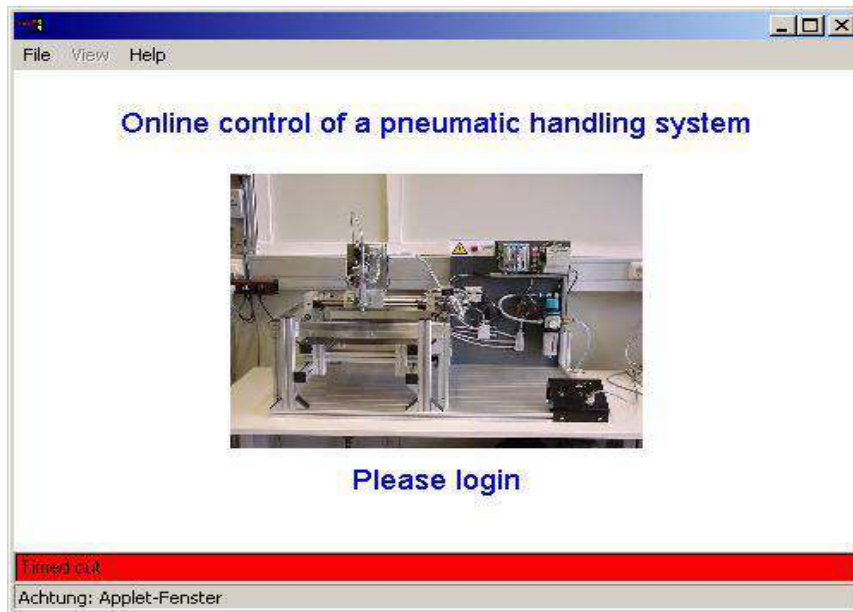 File View Help
Online control of a pneumatic handling system
Please login
Timed out
Achtung: Applet-Fenster